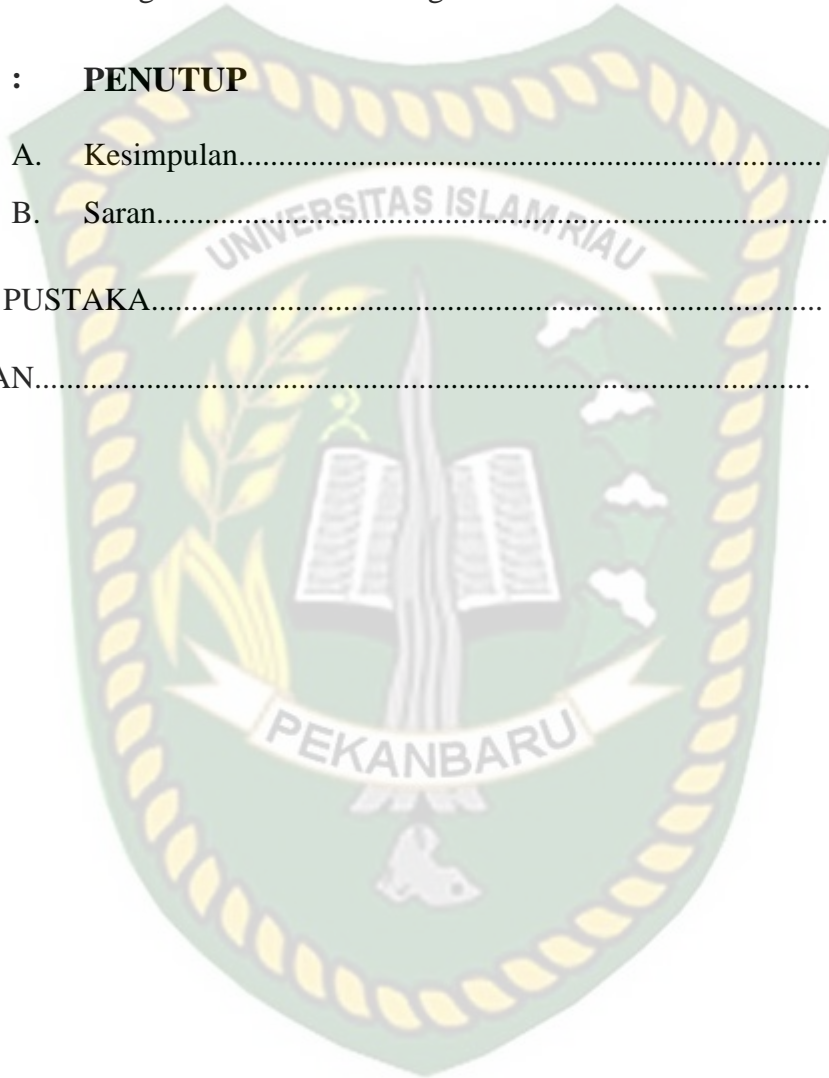 : PENUTUP
A. Kesimpulan......................................................................
B. Saran.................................................................................
UNIVERSITAS ISLAM RIAU
PUSTAKA.................................................................................
AN..............................................................................................
PEKANBARU